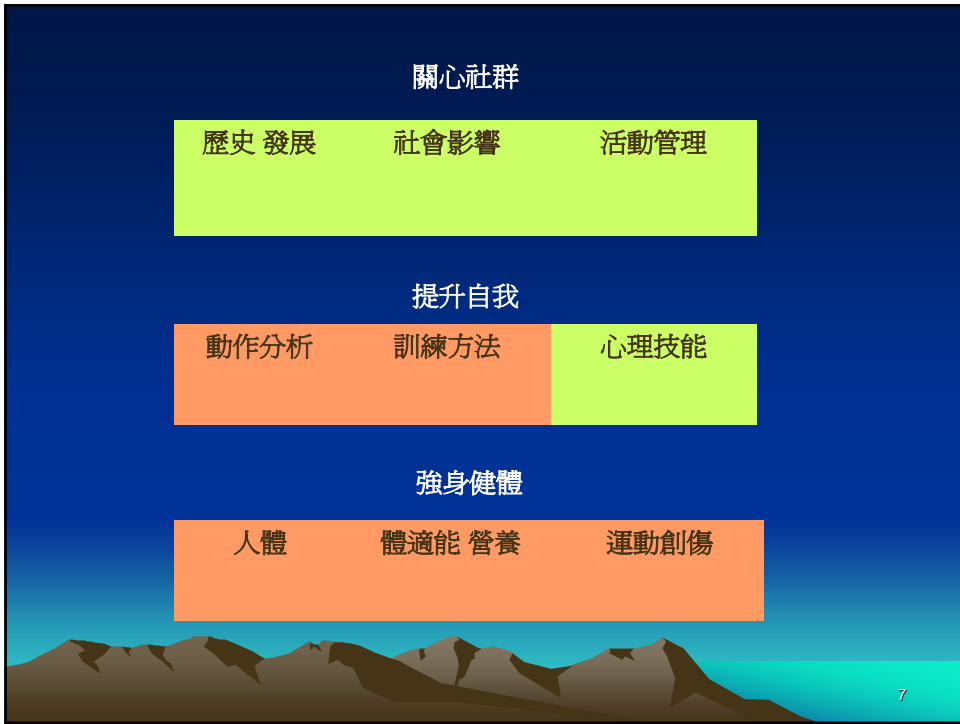 關心社群
歷史 發展 社會影響 活動管理
提升自我
動作分析 訓練方法 心理技能
強身健體
人體 體適能 營養 運動創傷
7